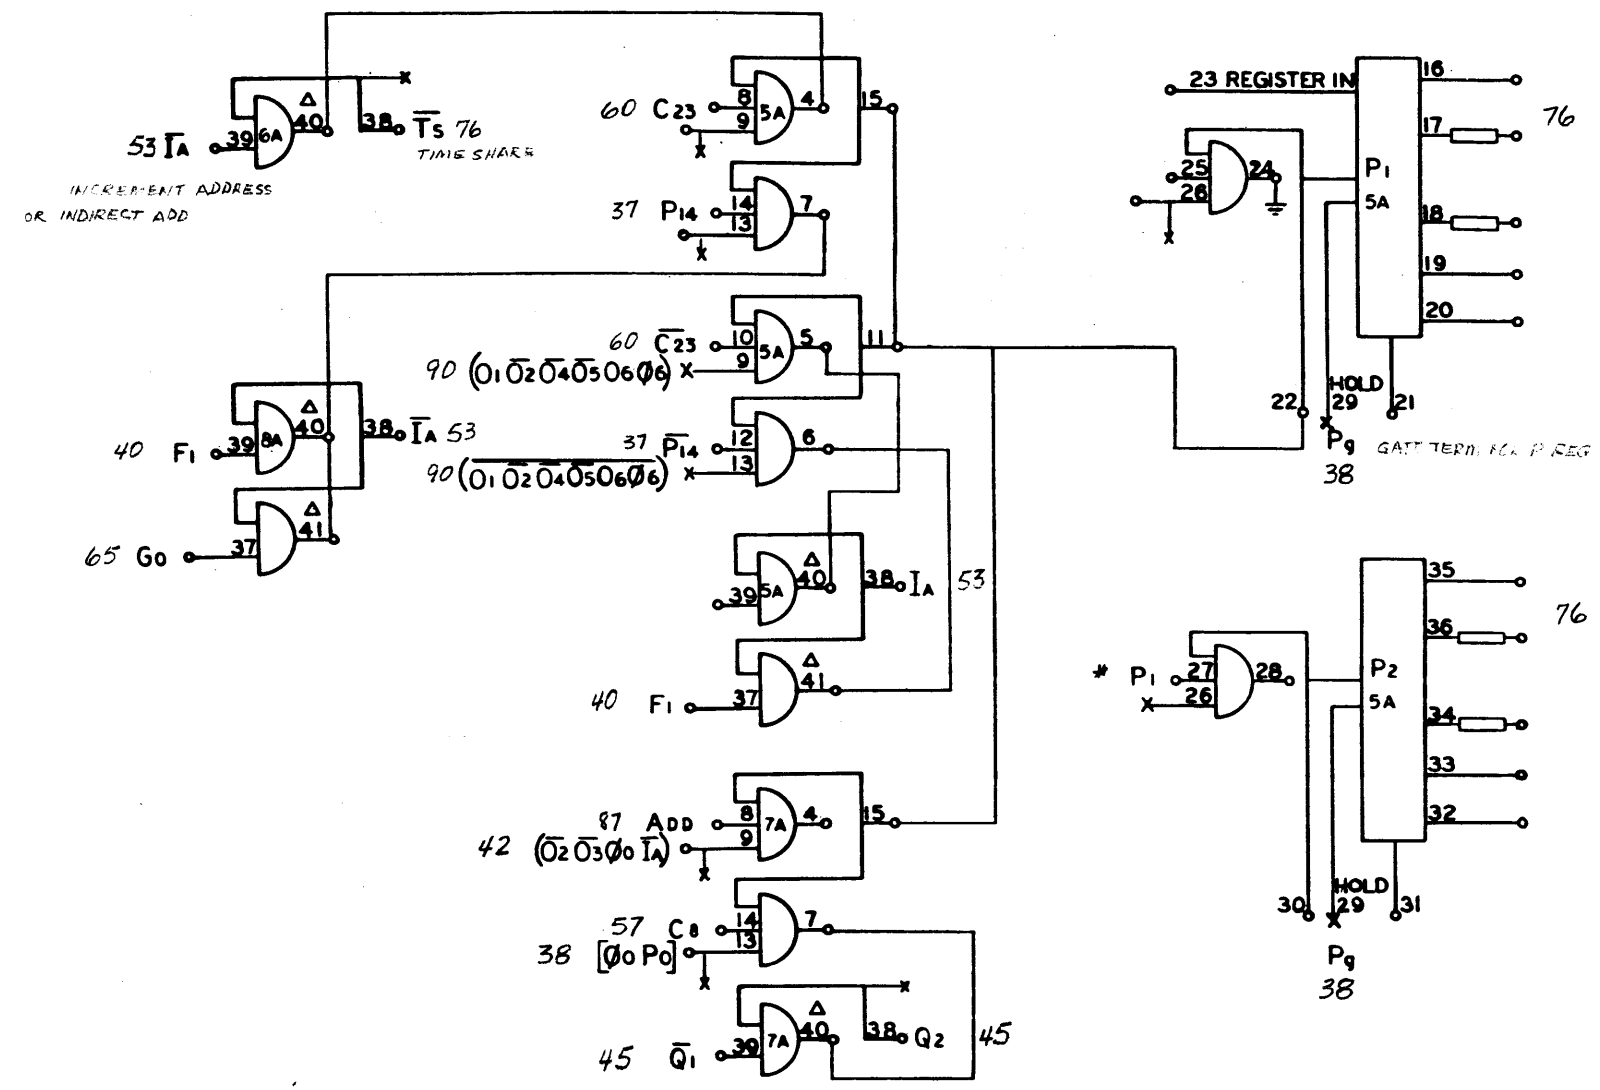 Δ
40
6A
39
53 I̅A
38
T̅S 76
TIME SHARE
INCREMENT ADDRESS
OR INDIRECT ADD
60 C23
8
9
5A
4
15
37 P14
14
13
7
60 C̅23
90 (O1 O̅2 O̅4 O̅5 O6 Ø6)
10
9
5A
5
11
37 P̅14
90 (O1 O̅2 O̅4 O̅5 O6 Ø6)
12
13
6
40 F1
39
8A
Δ
40
38
I̅A 53
65 GO
37
Δ
41
39
5A
Δ
40
38
IA
53
40 F1
37
Δ
41
87 ADD
42 (O̅2 O̅3 Ø0 I̅A)
8
9
7A
4
15
57 C8
38 [Ø0 P0]
14
13
7
45 Q̅1
39
7A
Δ
40
38
Q2
45
23 REGISTER IN
16
17
18
19
20
76
25
26
24
P1
5A
22
HOLD
29
21
Pg
38
GATE TERM. FOR P REG
# P1
27
26
28
P2
5A
35
36
34
33
32
76
30
HOLD
29
31
Pg
38